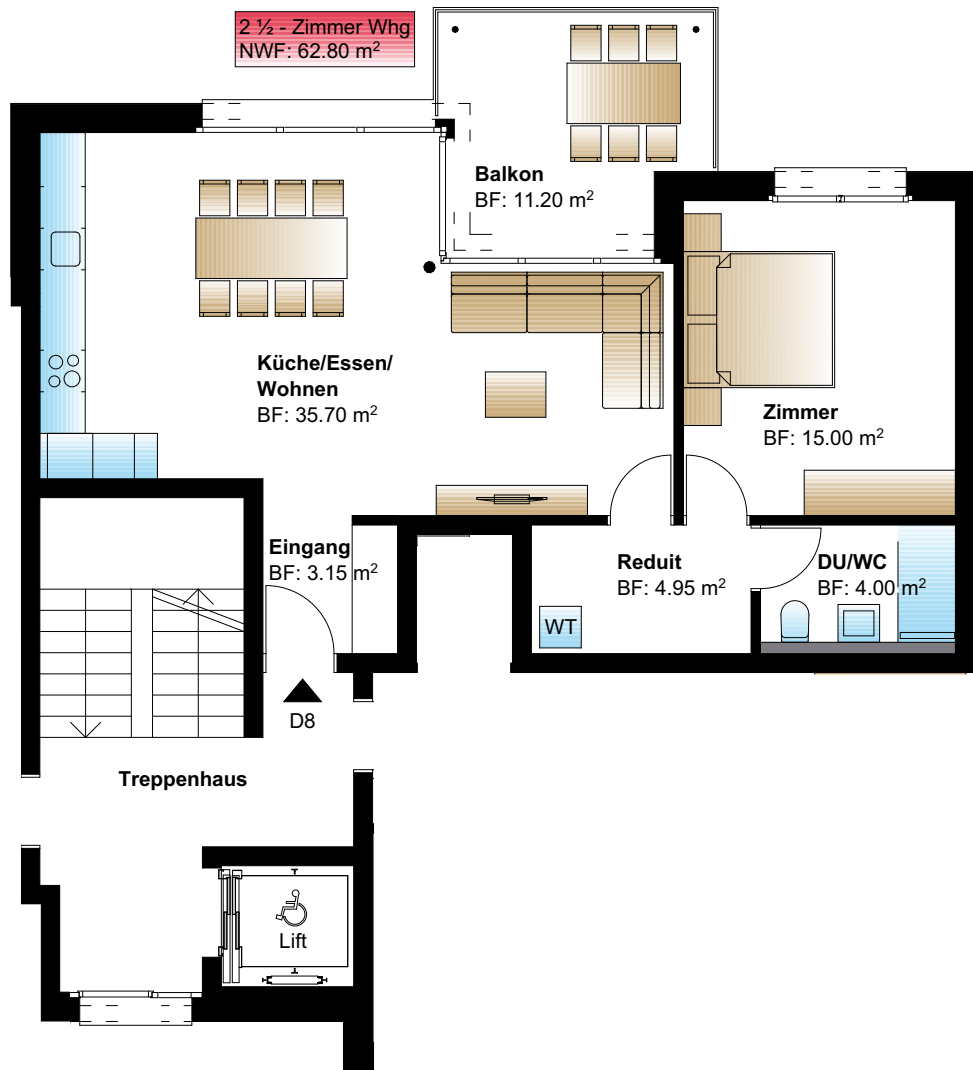 2 ½ - Zimmer Whg
NWF: 62.80 m²
Balkon
BF: 11.20 m²
Küche/Essen/
Wohnen
BF: 35.70 m²
Zimmer
BF: 15.00 m²
Eingang
BF: 3.15 m²
Reduit
BF: 4.95 m²
DU/WC
BF: 4.00 m²
WT
D8
Treppenhaus
Lift